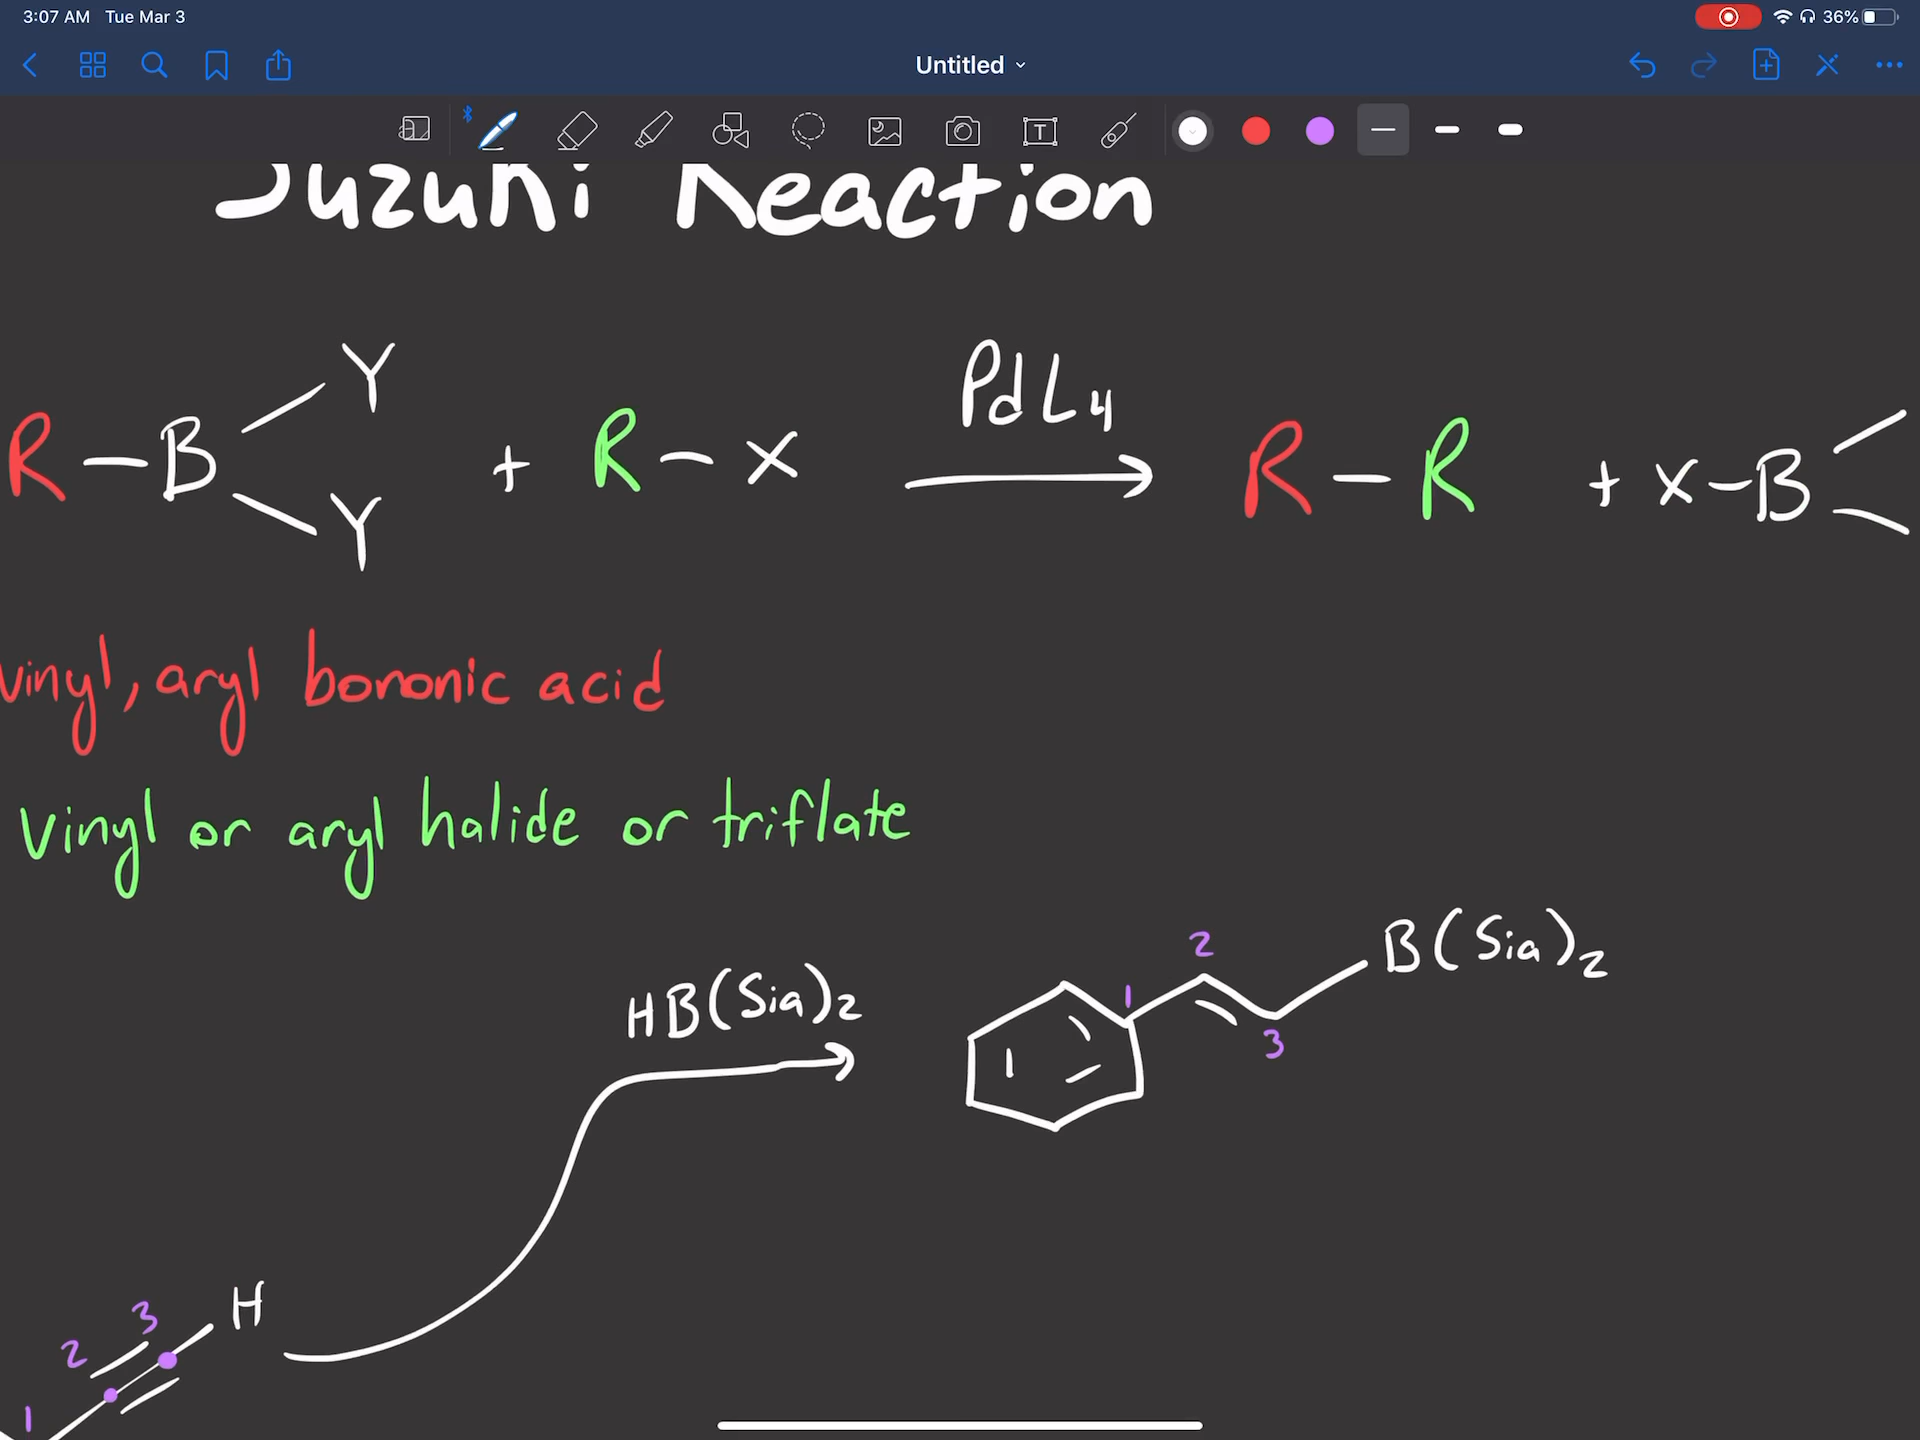 3:07 AM Tue Mar 3
36%
Untitled
T
Suzuki Reaction
R-B
Y
Y
+ R-X
PdL4
R-R
+ X-B
vinyl, aryl boronic acid
vinyl or aryl halide or triflate
HB(Sia)2
B(Sia)2
1
2
3
H
3
2
1